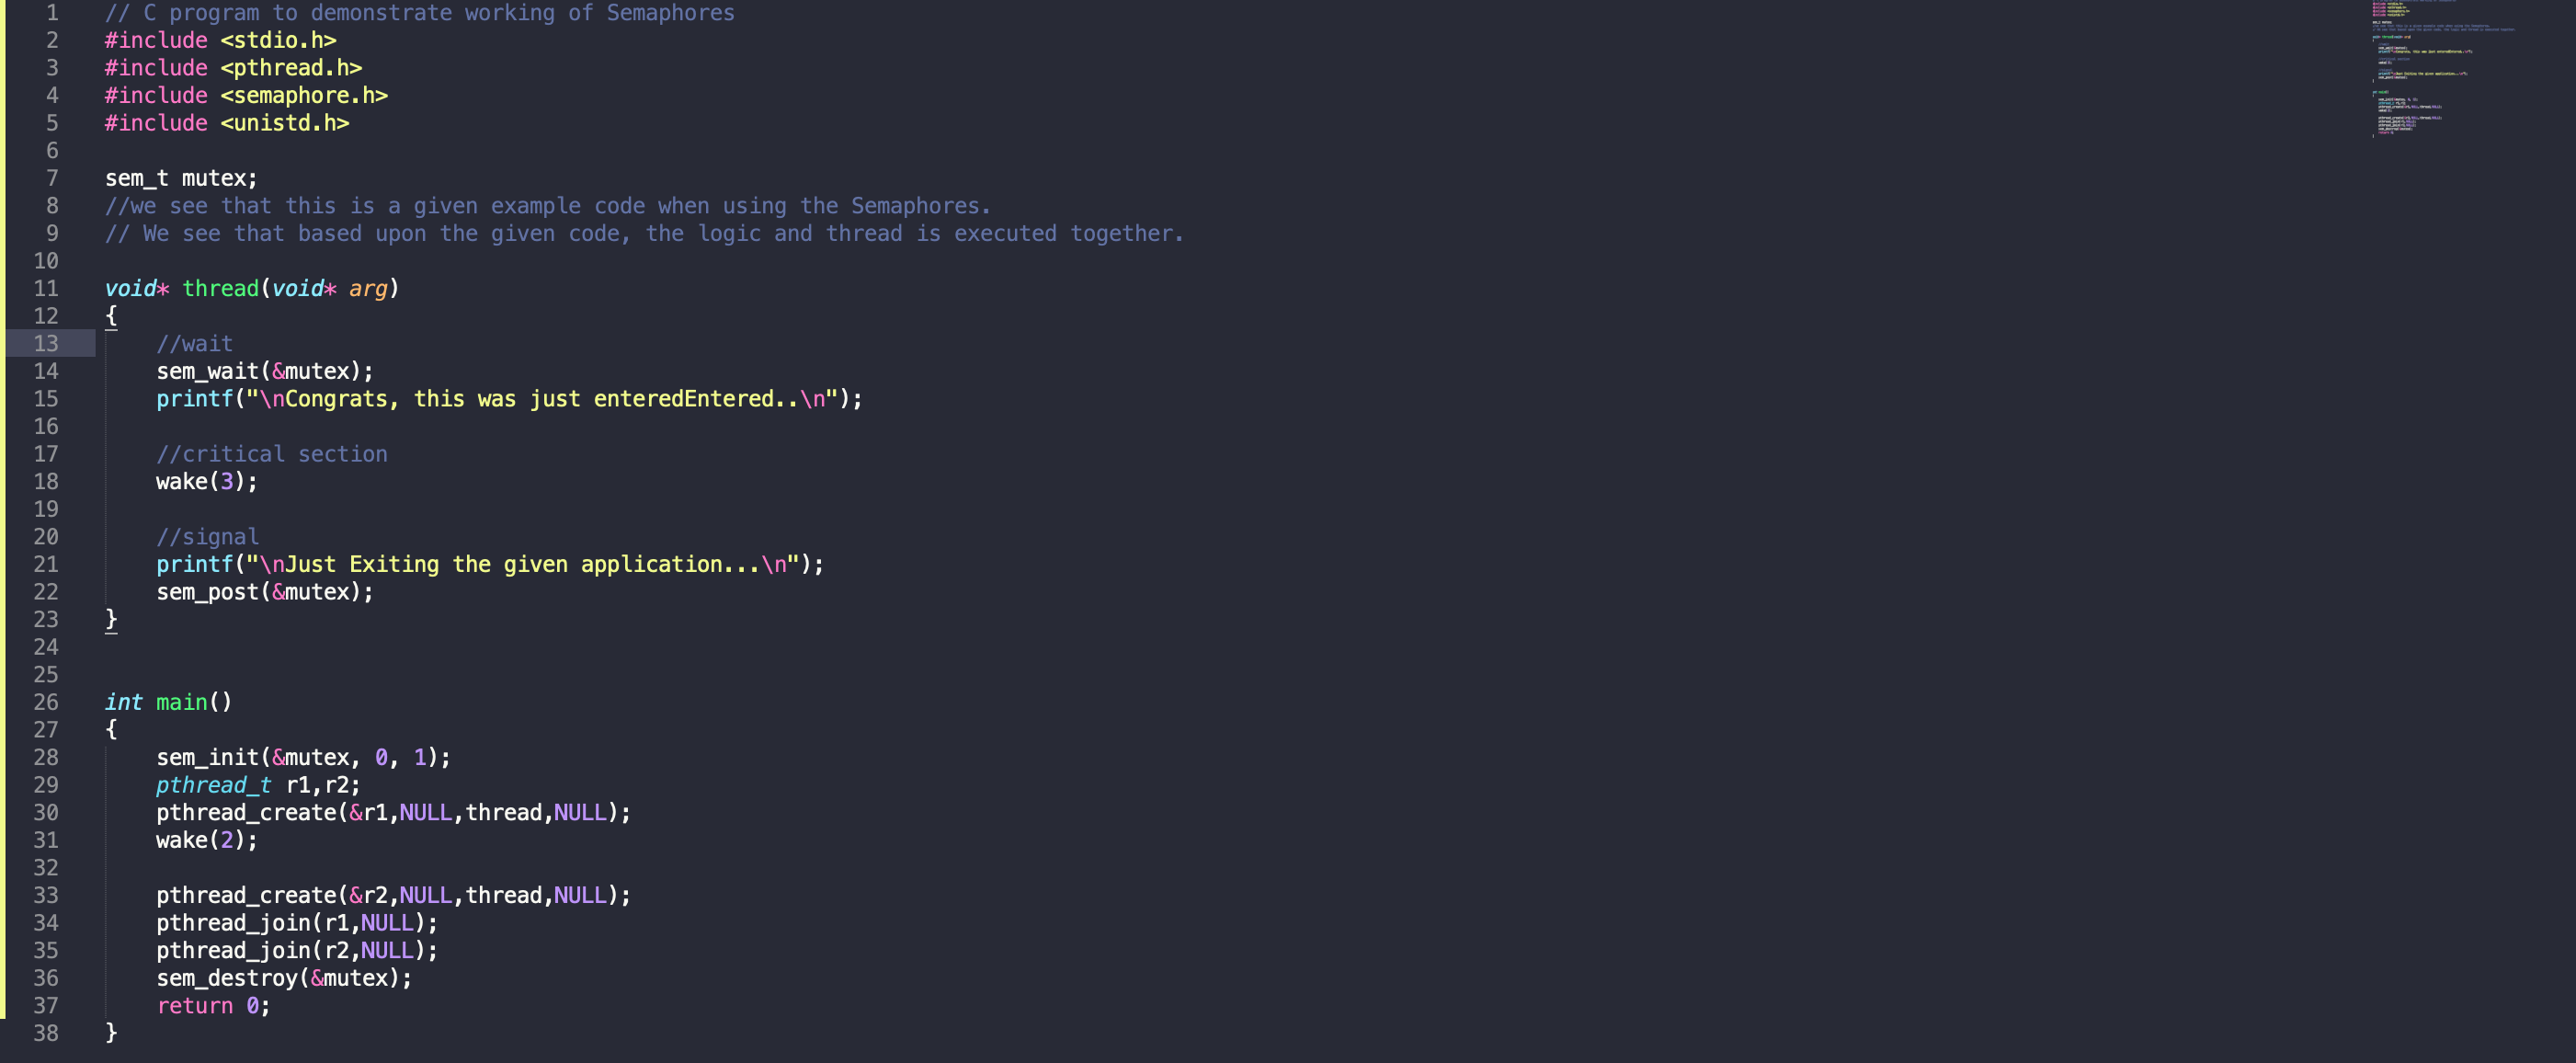 1 // C program to demonstrate working of Semaphores
2 #include <stdio.h>
3 #include <pthread.h>
4 #include <semaphore.h>
5 #include <unistd.h>
6
7 sem_t mutex;
8 //we see that this is a given example code when using the Semaphores.
9 // We see that based upon the given code, the logic and thread is executed together.
10
11 void* thread(void* arg)
12 {
13     //wait
14     sem_wait(&mutex);
15     printf("\nCongrats, this was just enteredEntered..\n");
16
17     //critical section
18     wake(3);
19
20     //signal
21     printf("\nJust Exiting the given application...\n");
22     sem_post(&mutex);
23 }
24
25
26 int main()
27 {
28     sem_init(&mutex, 0, 1);
29     pthread_t r1,r2;
30     pthread_create(&r1,NULL,thread,NULL);
31     wake(2);
32
33     pthread_create(&r2,NULL,thread,NULL);
34     pthread_join(r1,NULL);
35     pthread_join(r2,NULL);
36     sem_destroy(&mutex);
37     return 0;
38 }